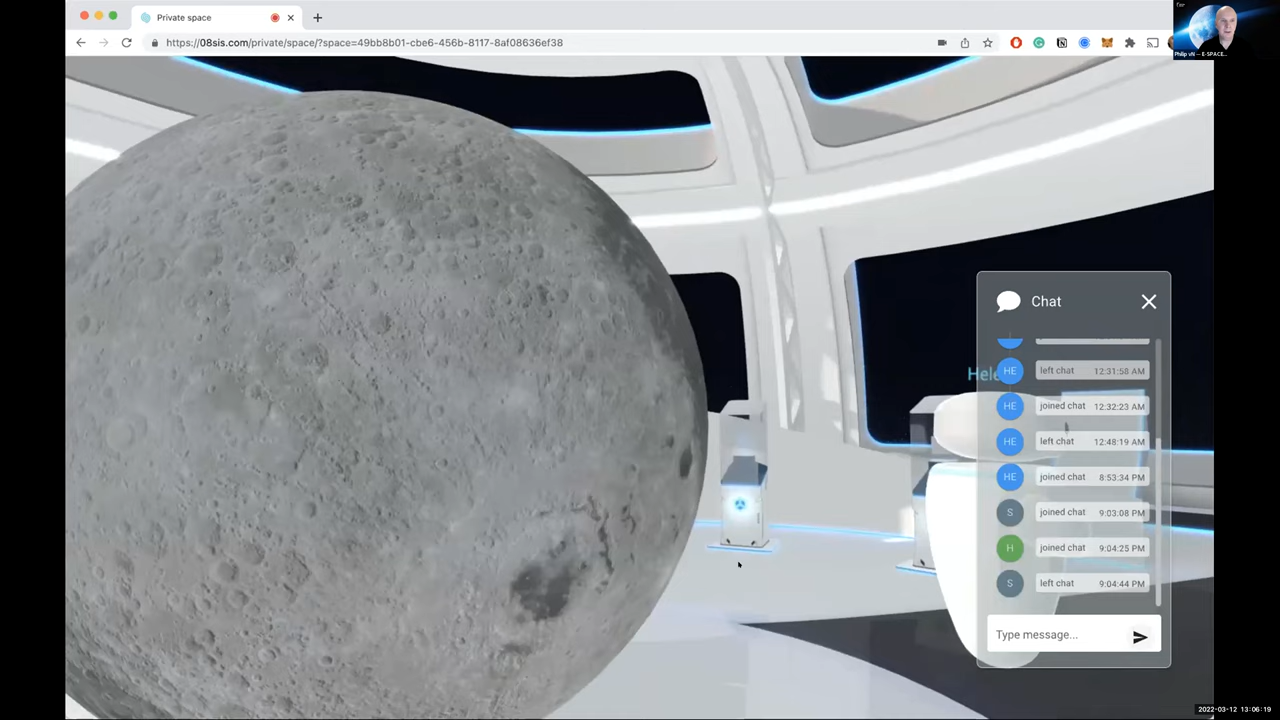 Private space
https://08sis.com/private/space/?space=49bb8b01-cbe6-456b-8117-8af08636ef38
Philip vN -- E-SPACE...
Chat
Hele
HE left chat 12:31:58 AM
HE joined chat 12:32:23 AM
HE left chat 12:48:19 AM
HE joined chat 8:53:34 PM
S joined chat 9:03:08 PM
H joined chat 9:04:25 PM
S left chat 9:04:44 PM
Type message...
2022-03-12 13:06:19